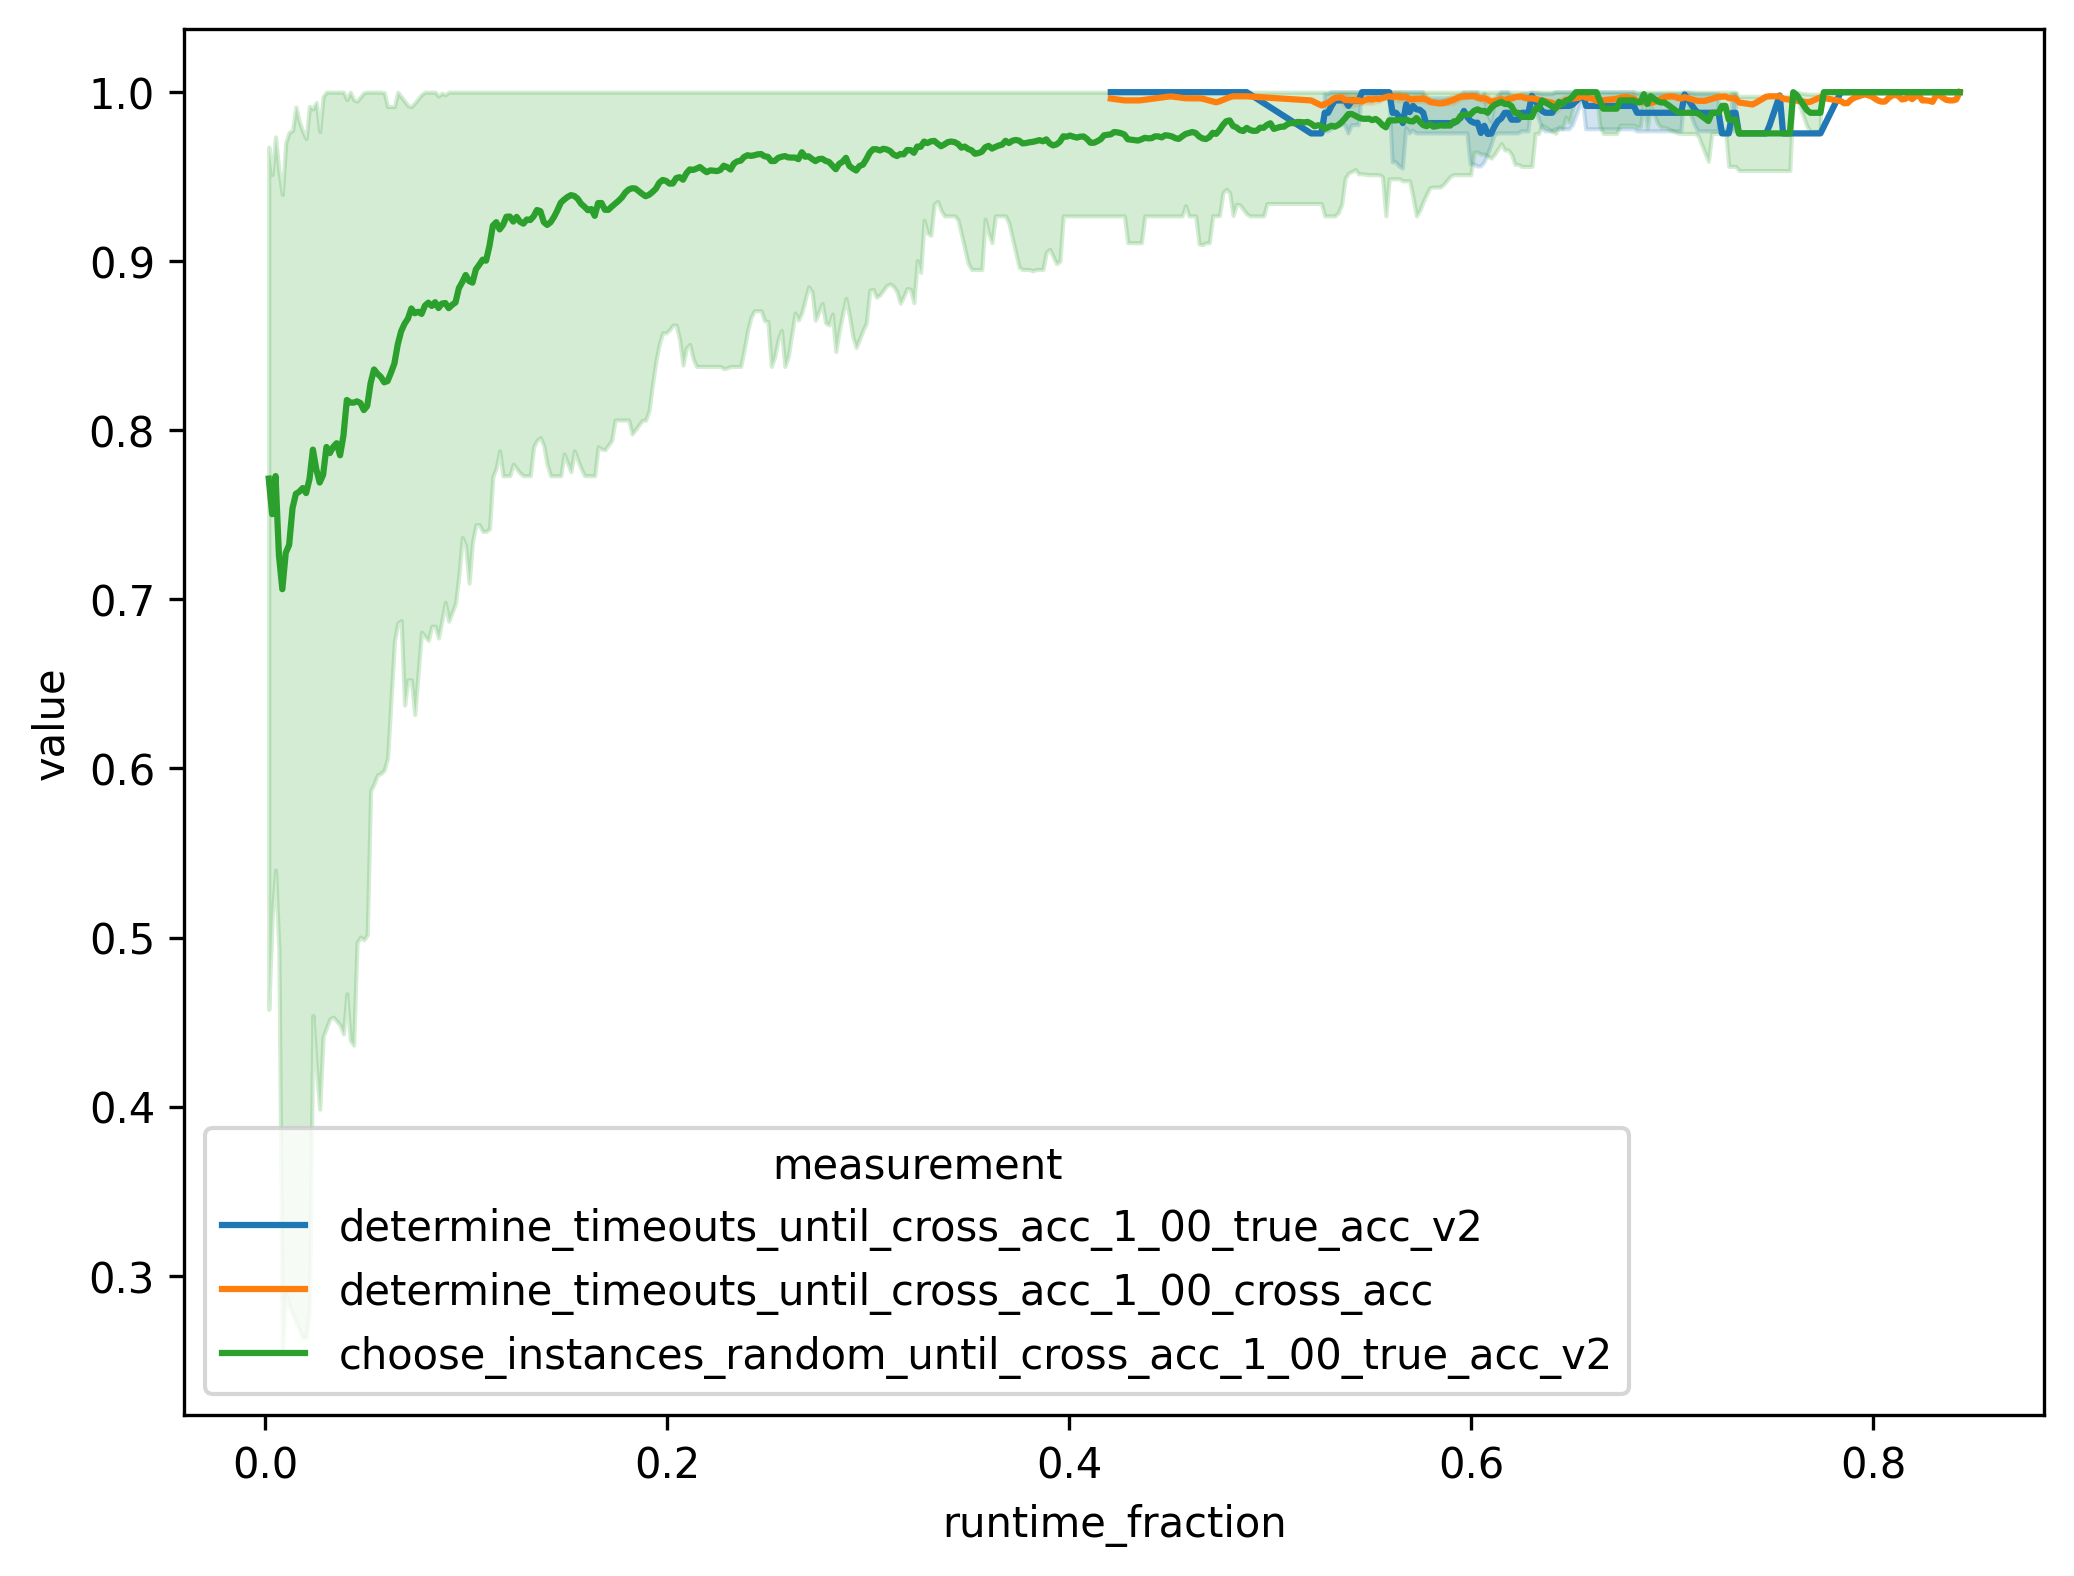 1.0
0.9
0.8
0.7
0.6
0.5
0.4
0.3
value
measurement
determine_timeouts_until_cross_acc_1_00_true_acc_v2
determine_timeouts_until_cross_acc_1_00_cross_acc
choose_instances_random_until_cross_acc_1_00_true_acc_v2
0.0 0.2 0.4 0.6 0.8
runtime_fraction